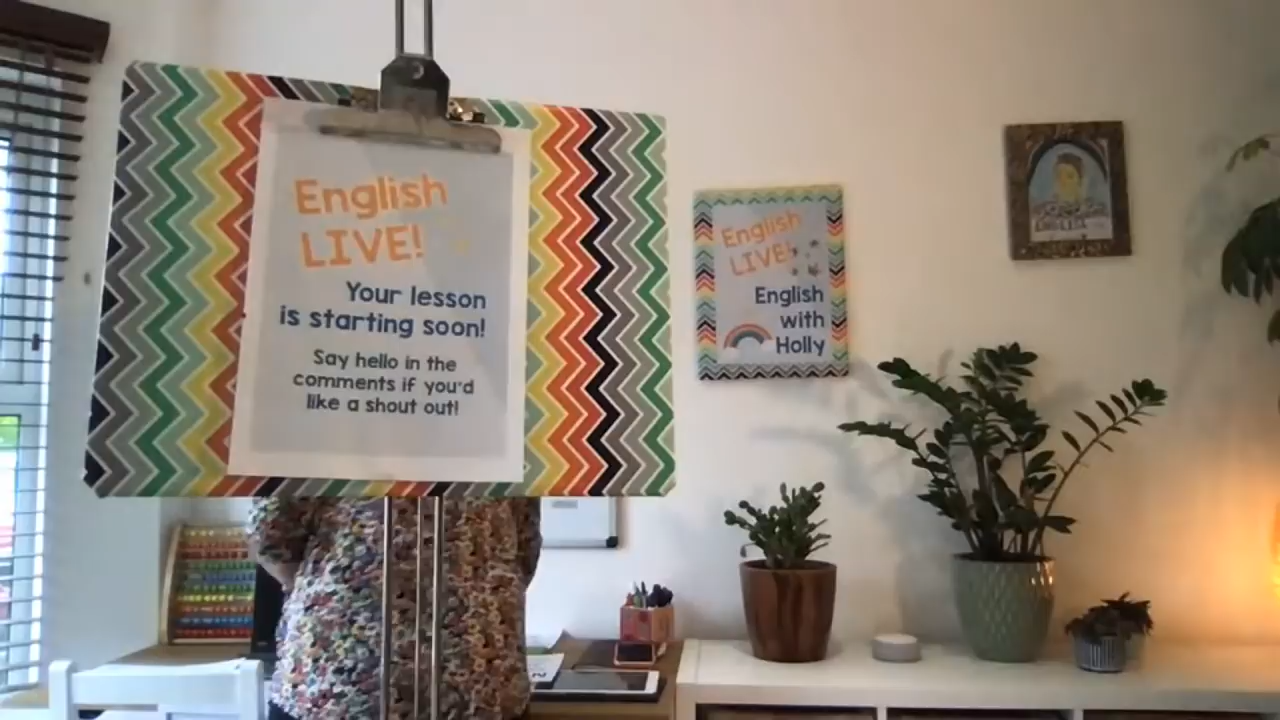 English
LIVE!
Your lesson
is starting soon!
Say hello in the
comments if you'd
like a shout out!
English
LIVE!
English
with
Holly